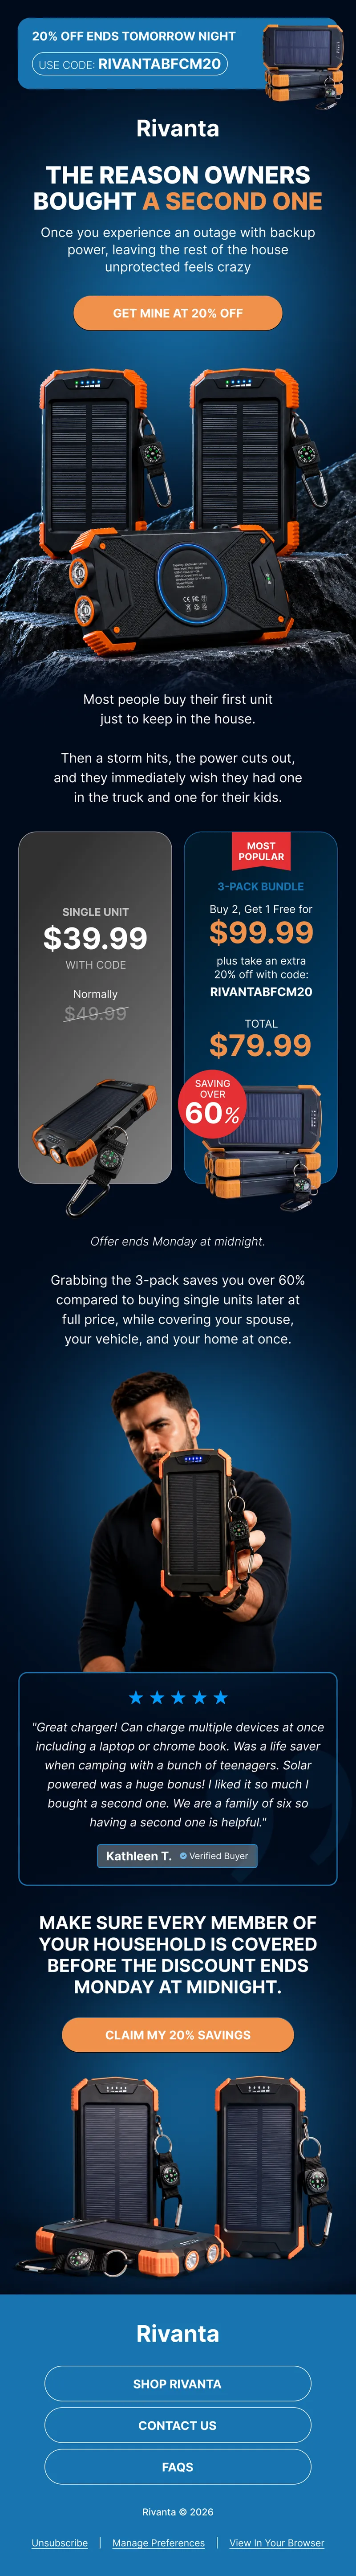 20% OFF ENDS TOMORROW NIGHT
USE CODE: RIVANTABFCM20
Rivanta
THE REASON OWNERS
BOUGHT A SECOND ONE
Once you experience an outage with backup
power, leaving the rest of the house
unprotected feels crazy
GET MINE AT 20% OFF
Most people buy their first unit
just to keep in the house.
Then a storm hits, the power cuts out,
and they immediately wish they had one
in the truck and one for their kids.
SINGLE UNIT
$39.99
WITH CODE
Normally
$49.99
MOST
POPULAR
3-PACK BUNDLE
Buy 2, Get 1 Free for
$99.99
plus take an extra
20% off with code:
RIVANTABFCM20
TOTAL
$79.99
SAVING
OVER
60%
Offer ends Monday at midnight.
Grabbing the 3-pack saves you over 60%
compared to buying single units later at
full price, while covering your spouse,
your vehicle, and your home at once.
★★★★★
"Great charger! Can charge multiple devices at once
including a laptop or chrome book. Was a life saver
when camping with a bunch of teenagers. Solar
powered was a huge bonus! I liked it so much I
bought a second one. We are a family of six so
having a second one is helpful."
Kathleen T. Verified Buyer
MAKE SURE EVERY MEMBER OF
YOUR HOUSEHOLD IS COVERED
BEFORE THE DISCOUNT ENDS
MONDAY AT MIDNIGHT.
CLAIM MY 20% SAVINGS
Rivanta
SHOP RIVANTA
CONTACT US
FAQS
Rivanta © 2026
Unsubscribe | Manage Preferences | View In Your Browser